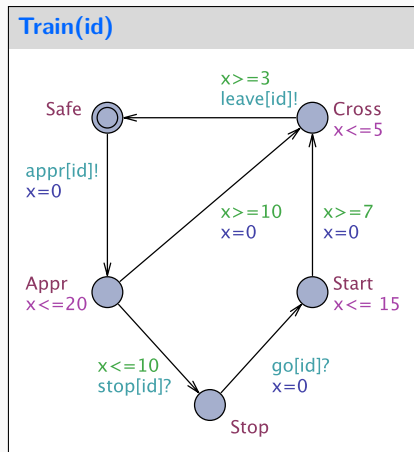 Train(id)
Safe
x>=3
leave[id]!
Cross
x<=5
appr[id]!
x=0
x>=10
x=0
x>=7
x=0
Appr
x<=20
Start
x<= 15
x<=10
stop[id]?
go[id]?
x=0
Stop